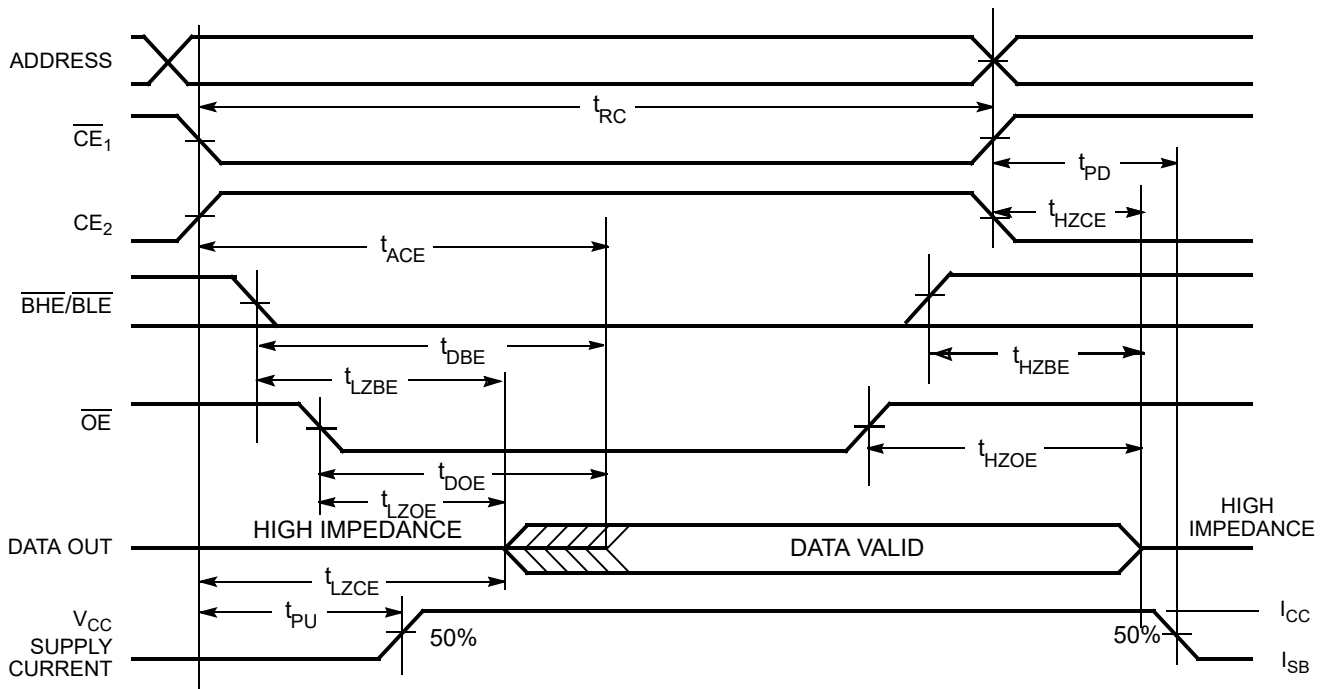 ADDRESS
tRC
CE1
tPD
CE2
tHZCE
tACE
BHE/BLE
tDBE
tHZBE
tLZBE
OE
tHZOE
tDOE
tLZOE
HIGH IMPEDANCE
HIGH
IMPEDANCE
DATA OUT
DATA VALID
tLZCE
VCC
SUPPLY
CURRENT
tPU
50%
50%
ICC
ISB